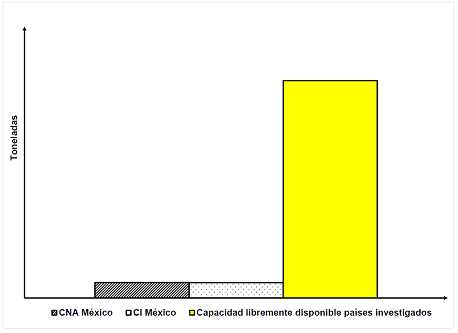 Toneladas
CNA México CI México Capacidad libremente disponible países investigados